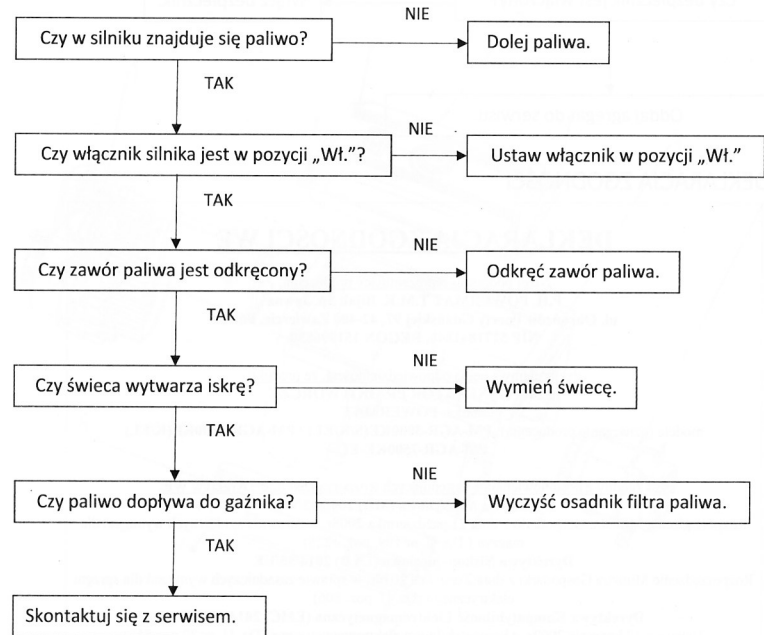 Czy w silniku znajduje się paliwo?
NIE
Dolej paliwa.
TAK
Czy włącznik silnika jest w pozycji „Wł.”?
NIE
Ustaw włącznik w pozycji „Wł.”
TAK
Czy zawór paliwa jest odkręcony?
NIE
Odkręć zawór paliwa.
TAK
Czy świeca wytwarza iskrę?
NIE
Wymień świecę.
TAK
Czy paliwo dopływa do gaźnika?
NIE
Wyczyść osadnik filtra paliwa.
TAK
Skontaktuj się z serwisem.